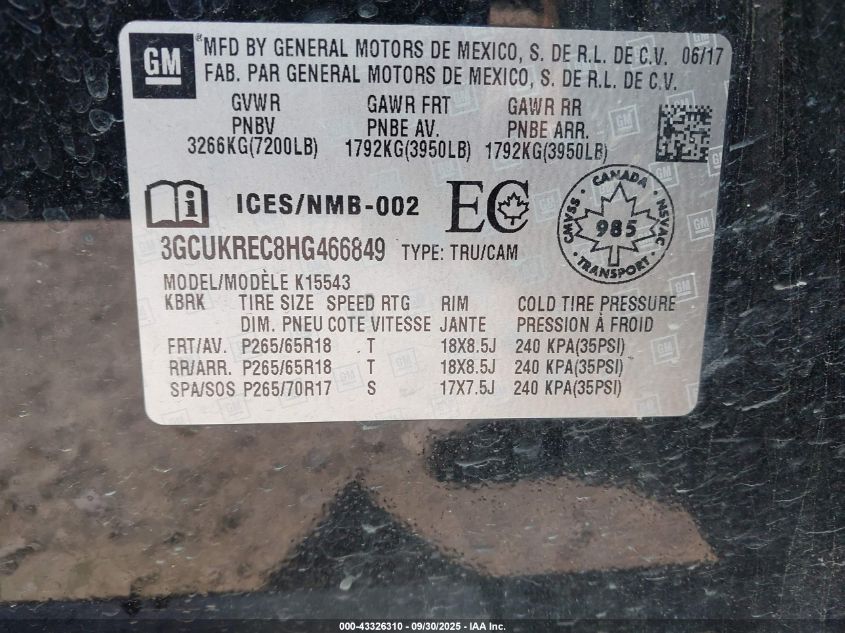 GM
MFD BY GENERAL MOTORS DE MEXICO, S. DE R.L. DE C.V. 06/17
FAB. PAR GENERAL MOTORS DE MEXICO, S. DE R.L. DE C.V.
GVWR GAWR FRT GAWR RR
PNBV PNBE AV. PNBE ARR.
3266KG(7200LB) 1792KG(3950LB) 1792KG(3950LB)
i ICES/NMB-002 EC
CANADA
CMVSS 985 NSVAC
TRANSPORT
3GCUKREC8HG466849 TYPE: TRU/CAM
MODEL/MODÈLE K15543
KBRK TIRE SIZE SPEED RTG RIM COLD TIRE PRESSURE
DIM. PNEU COTE VITESSE JANTE PRESSION À FROID
FRT/AV. P265/65R18 T 18X8.5J 240 KPA(35PSI)
RR/ARR. P265/65R18 T 18X8.5J 240 KPA(35PSI)
SPA/SOS P265/70R17 S 17X7.5J 240 KPA(35PSI)
000-43326310 - 09/30/2025 - IAA Inc.